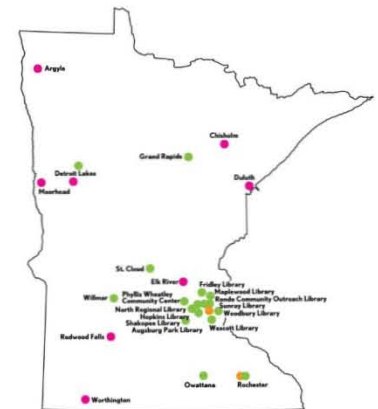 Argyle
Chisholm
Grand Rapids
Detroit Lakes
Moorhead
Duluth
St. Cloud
Elk River
Fridley Library
Maplewood Library
Phyllis Wheatley
Community Center
Rondo Community Outreach Library
Willmar
Sunray Library
North Regional Library
Woodbury Library
Hopkins Library
Shakopee Library
Wescott Library
Augsburg Park Library
Redwood Falls
Owattana
Rochester
Worthington